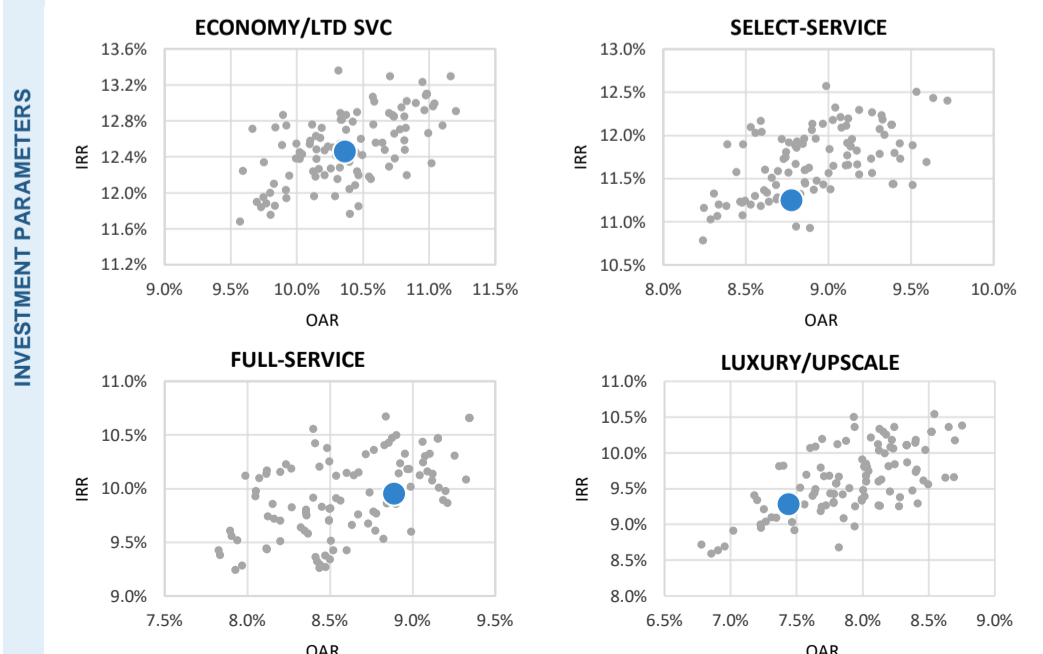 INVESTMENT PARAMETERS
ECONOMY/LTD SVC
13.6%
13.2%
12.8%
12.4%
12.0%
11.6%
11.2%
IRR
9.0% 9.5% 10.0% 10.5% 11.0% 11.5%
OAR
SELECT-SERVICE
13.0%
12.5%
12.0%
11.5%
11.0%
10.5%
IRR
8.0% 8.5% 9.0% 9.5% 10.0%
OAR
FULL-SERVICE
11.0%
10.5%
10.0%
9.5%
9.0%
IRR
7.5% 8.0% 8.5% 9.0% 9.5%
OAR
LUXURY/UPSCALE
11.0%
10.5%
10.0%
9.5%
9.0%
8.5%
8.0%
IRR
6.5% 7.0% 7.5% 8.0% 8.5% 9.0%
OAR